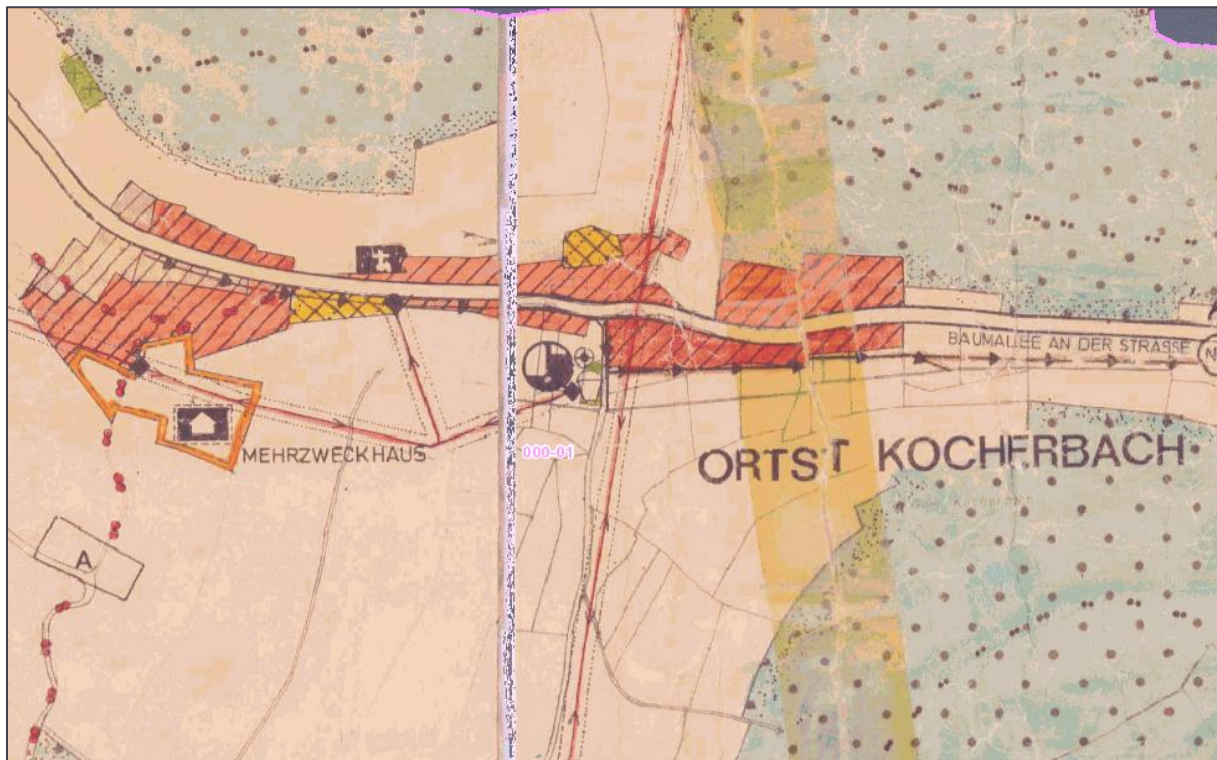 BAUMALLEE AN DER STRASSE
N
MEHRZWECKHAUS
000-01
ORTST KOCHERBACH
A